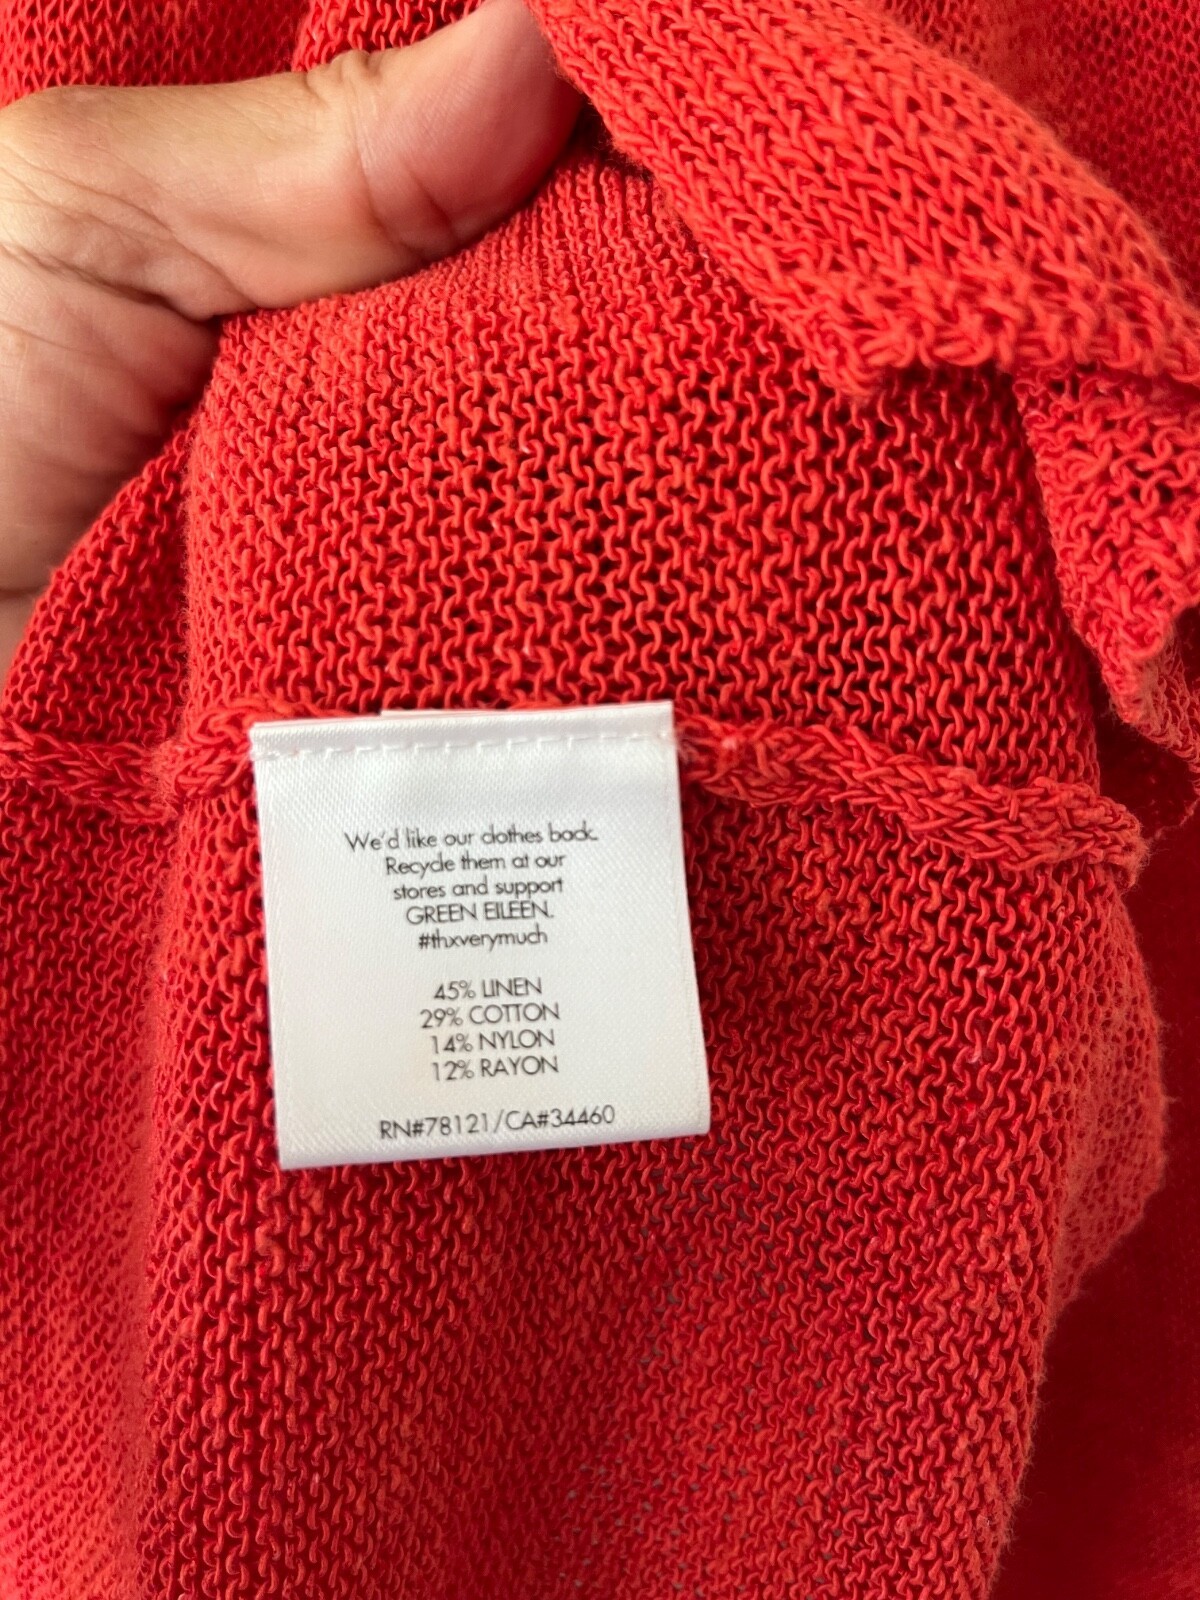 We'd like our clothes back.
Recycle them at our
stores and support
GREEN EILEEN.
#thxverymuch
45% LINEN
29% COTTON
14% NYLON
12% RAYON
RN#78121/CA#34460